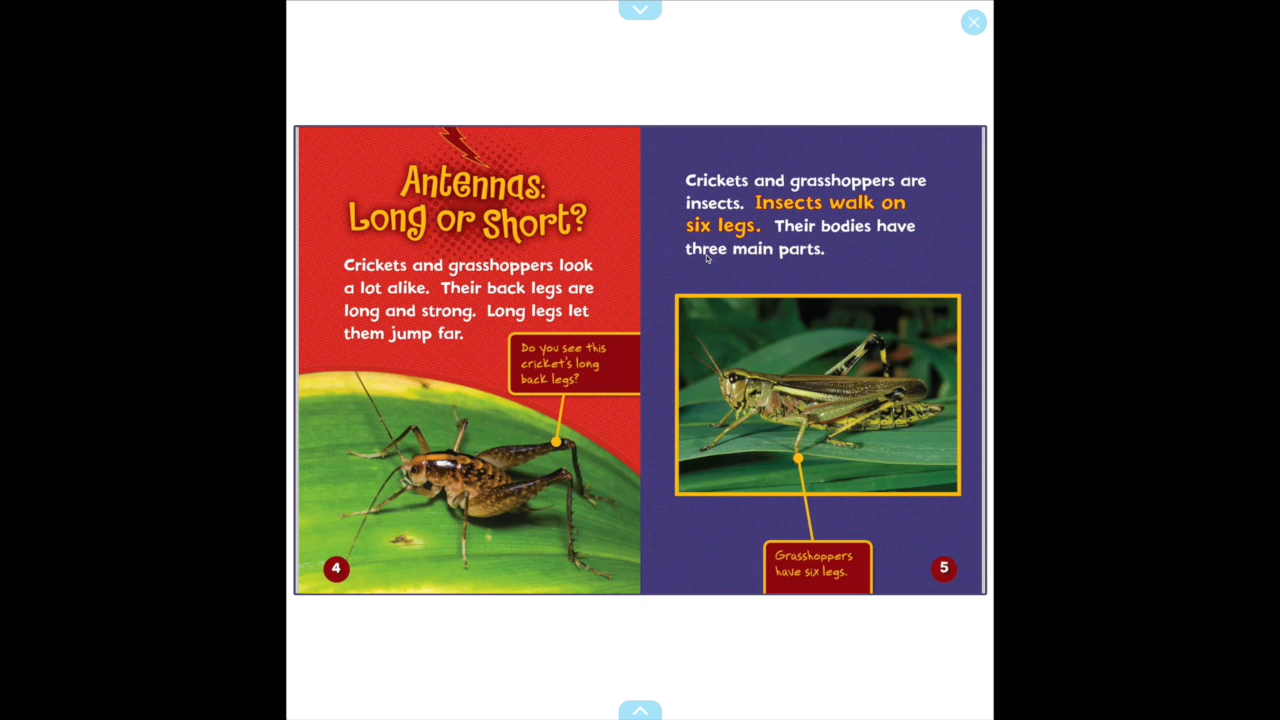 Antennas:
Long or Short?
Crickets and grasshoppers look
a lot alike. Their back legs are
long and strong. Long legs let
them jump far.
Do you see this
cricket's long
back legs?
4
Crickets and grasshoppers are
insects. Insects walk on
six legs. Their bodies have
three main parts.
Grasshoppers
have six legs.
5